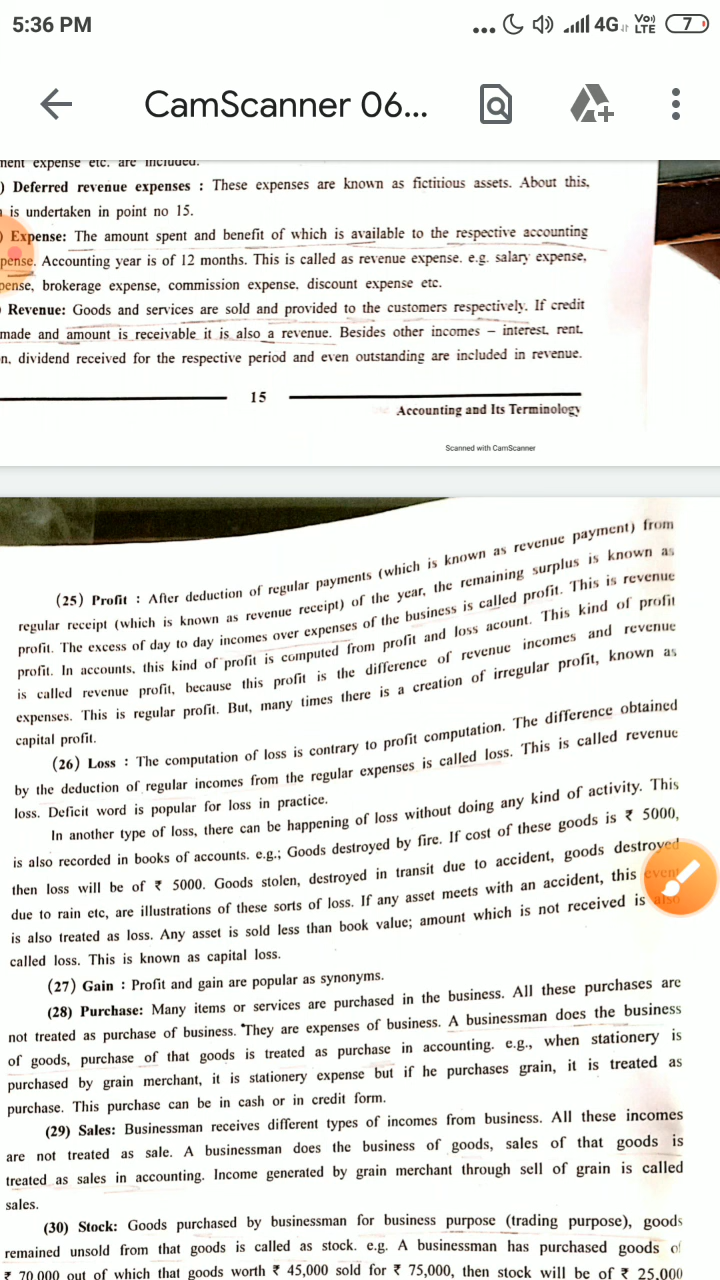 5:36 PM
... 4G Vo)) LTE 7
CamScanner 06...
ment expense etc. are included.
) Deferred revenue expenses : These expenses are known as fictitious assets. About this,
is undertaken in point no 15.
) Expense: The amount spent and benefit of which is available to the respective accounting
pense. Accounting year is of 12 months. This is called as revenue expense. e.g. salary expense,
pense, brokerage expense, commission expense, discount expense etc.
Revenue: Goods and services are sold and provided to the customers respectively. If credit
made and amount is receivable it is also a revenue. Besides other incomes – interest, rent,
n, dividend received for the respective period and even outstanding are included in revenue.
15
Accounting and Its Terminology
Scanned with CamScanner
(25) Profit : After deduction of regular payments (which is known as revenue payment) from
regular receipt (which is known as revenue receipt) of the year, the remaining surplus is known as
profit. The excess of day to day incomes over expenses of the business is called profit. This is revenue
profit. In accounts, this kind of profit is computed from profit and loss acount. This kind of profit
is called revenue profit, because this profit is the difference of revenue incomes and revenue
expenses. This is regular profit. But, many times there is a creation of irregular profit, known as
capital profit.
(26) Loss : The computation of loss is contrary to profit computation. The difference obtained
by the deduction of regular incomes from the regular expenses is called loss. This is called revenue
loss. Deficit word is popular for loss in practice.
In another type of loss, there can be happening of loss without doing any kind of activity. This
is also recorded in books of accounts. e.g.; Goods destroyed by fire. If cost of these goods is ₹ 5000,
then loss will be of ₹ 5000. Goods stolen, destroyed in transit due to accident, goods destroyed
due to rain etc, are illustrations of these sorts of loss. If any asset meets with an accident, this event
is also treated as loss. Any asset is sold less than book value; amount which is not received is also
called loss. This is known as capital loss.
(27) Gain : Profit and gain are popular as synonyms.
(28) Purchase: Many items or services are purchased in the business. All these purchases are
not treated as purchase of business. They are expenses of business. A businessman does the business
of goods, purchase of that goods is treated as purchase in accounting. e.g., when stationery is
purchased by grain merchant, it is stationery expense but if he purchases grain, it is treated as
purchase. This purchase can be in cash or in credit form.
(29) Sales: Businessman receives different types of incomes from business. All these incomes
are not treated as sale. A businessman does the business of goods, sales of that goods is
treated as sales in accounting. Income generated by grain merchant through sell of grain is called
sales.
(30) Stock: Goods purchased by businessman for business purpose (trading purpose), goods
remained unsold from that goods is called as stock. e.g. A businessman has purchased goods of
₹ 70,000 out of which that goods worth ₹ 45,000 sold for ₹ 75,000, then stock will be of ₹ 25,000